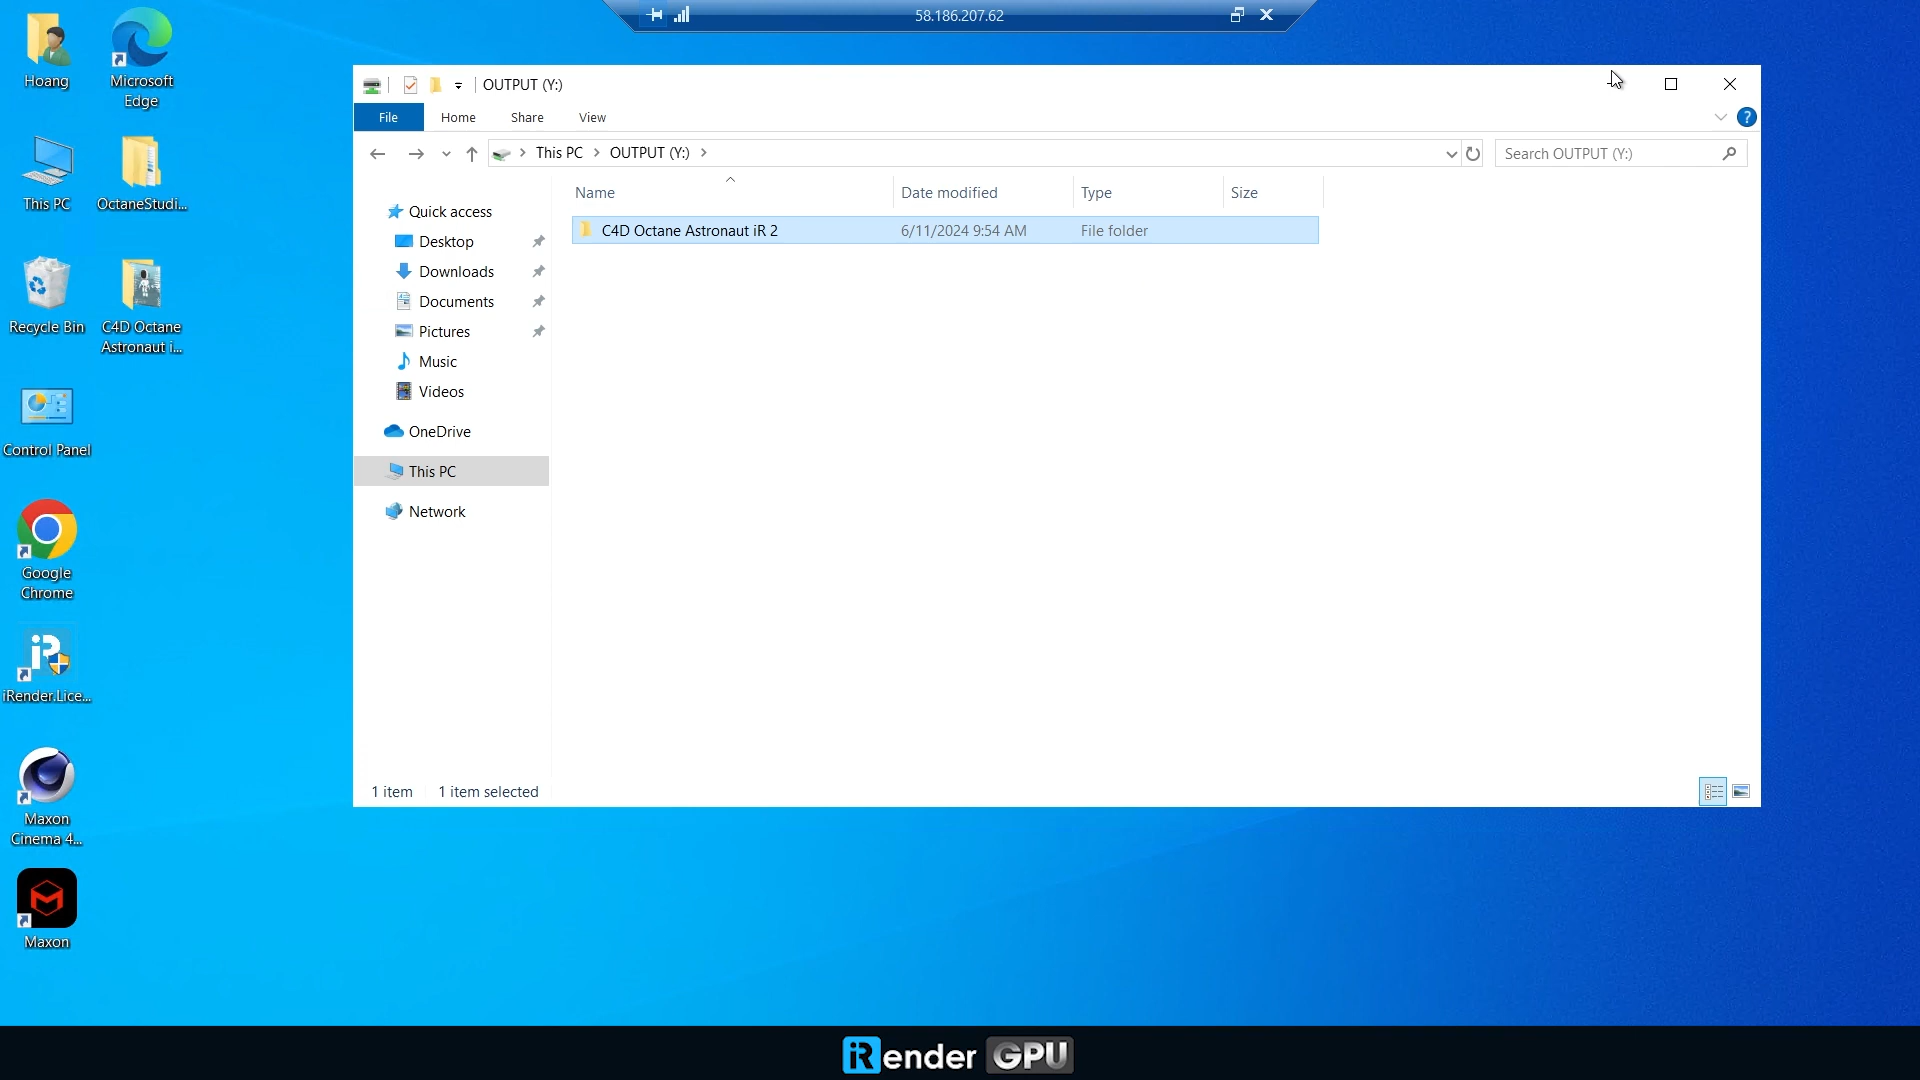 58.186.207.62
Hoang
Microsoft
Edge
This PC
OctaneStudi...
Recycle Bin
C4D Octane
Astronaut i...
Control Panel
Google
Chrome
iRender.Lice...
Maxon
Cinema 4...
Maxon
OUTPUT (Y:)
File
Home
Share
View
?
This PC
OUTPUT (Y:)
Search OUTPUT (Y:)
Name
Date modified
Type
Size
C4D Octane Astronaut iR 2
6/11/2024 9:54 AM
File folder
Quick access
Desktop
Downloads
Documents
Pictures
Music
Videos
OneDrive
This PC
Network
1 item
1 item selected
iRender GPU